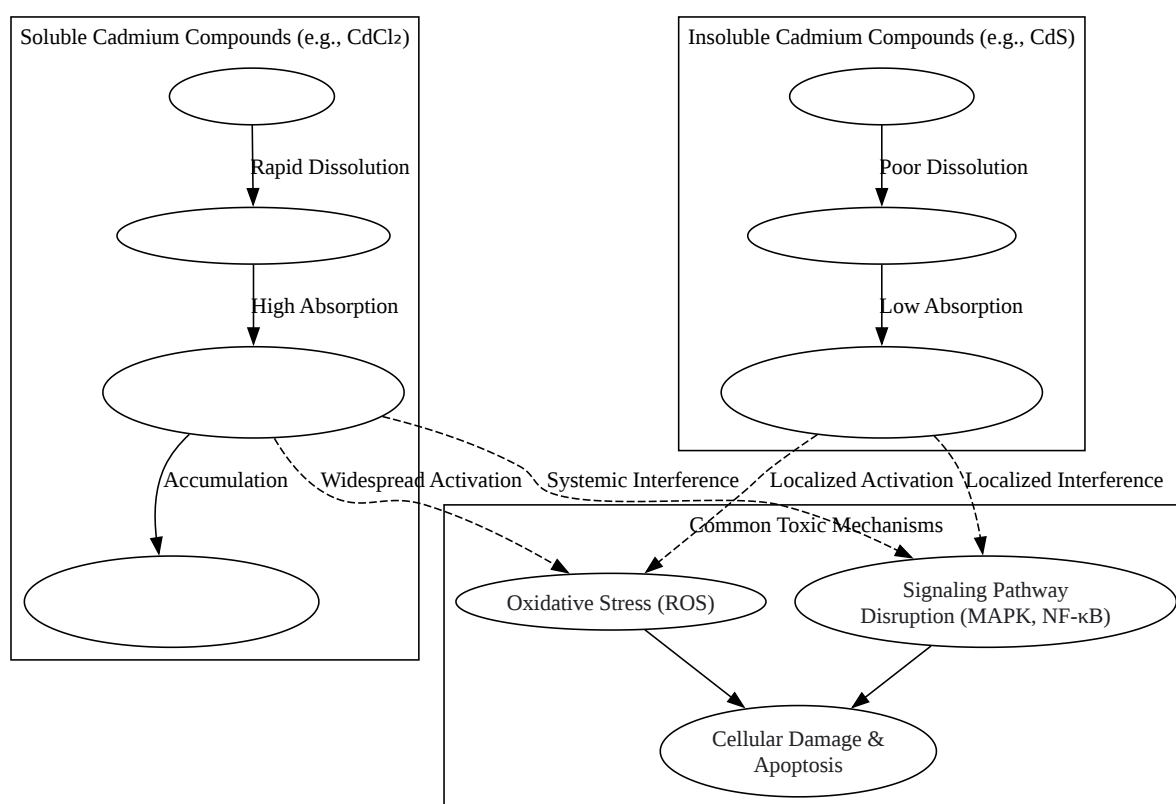 Soluble Cadmium Compounds (e.g., CdCl₂)
Insoluble Cadmium Compounds (e.g., CdS)
Rapid Dissolution
Poor Dissolution
High Absorption
Low Absorption
Accumulation
Widespread Activation
Systemic Interference
Localized Activation
Localized Interference
Common Toxic Mechanisms
Oxidative Stress (ROS)
Signaling Pathway
Disruption (MAPK, NF-κB)
Cellular Damage &
Apoptosis